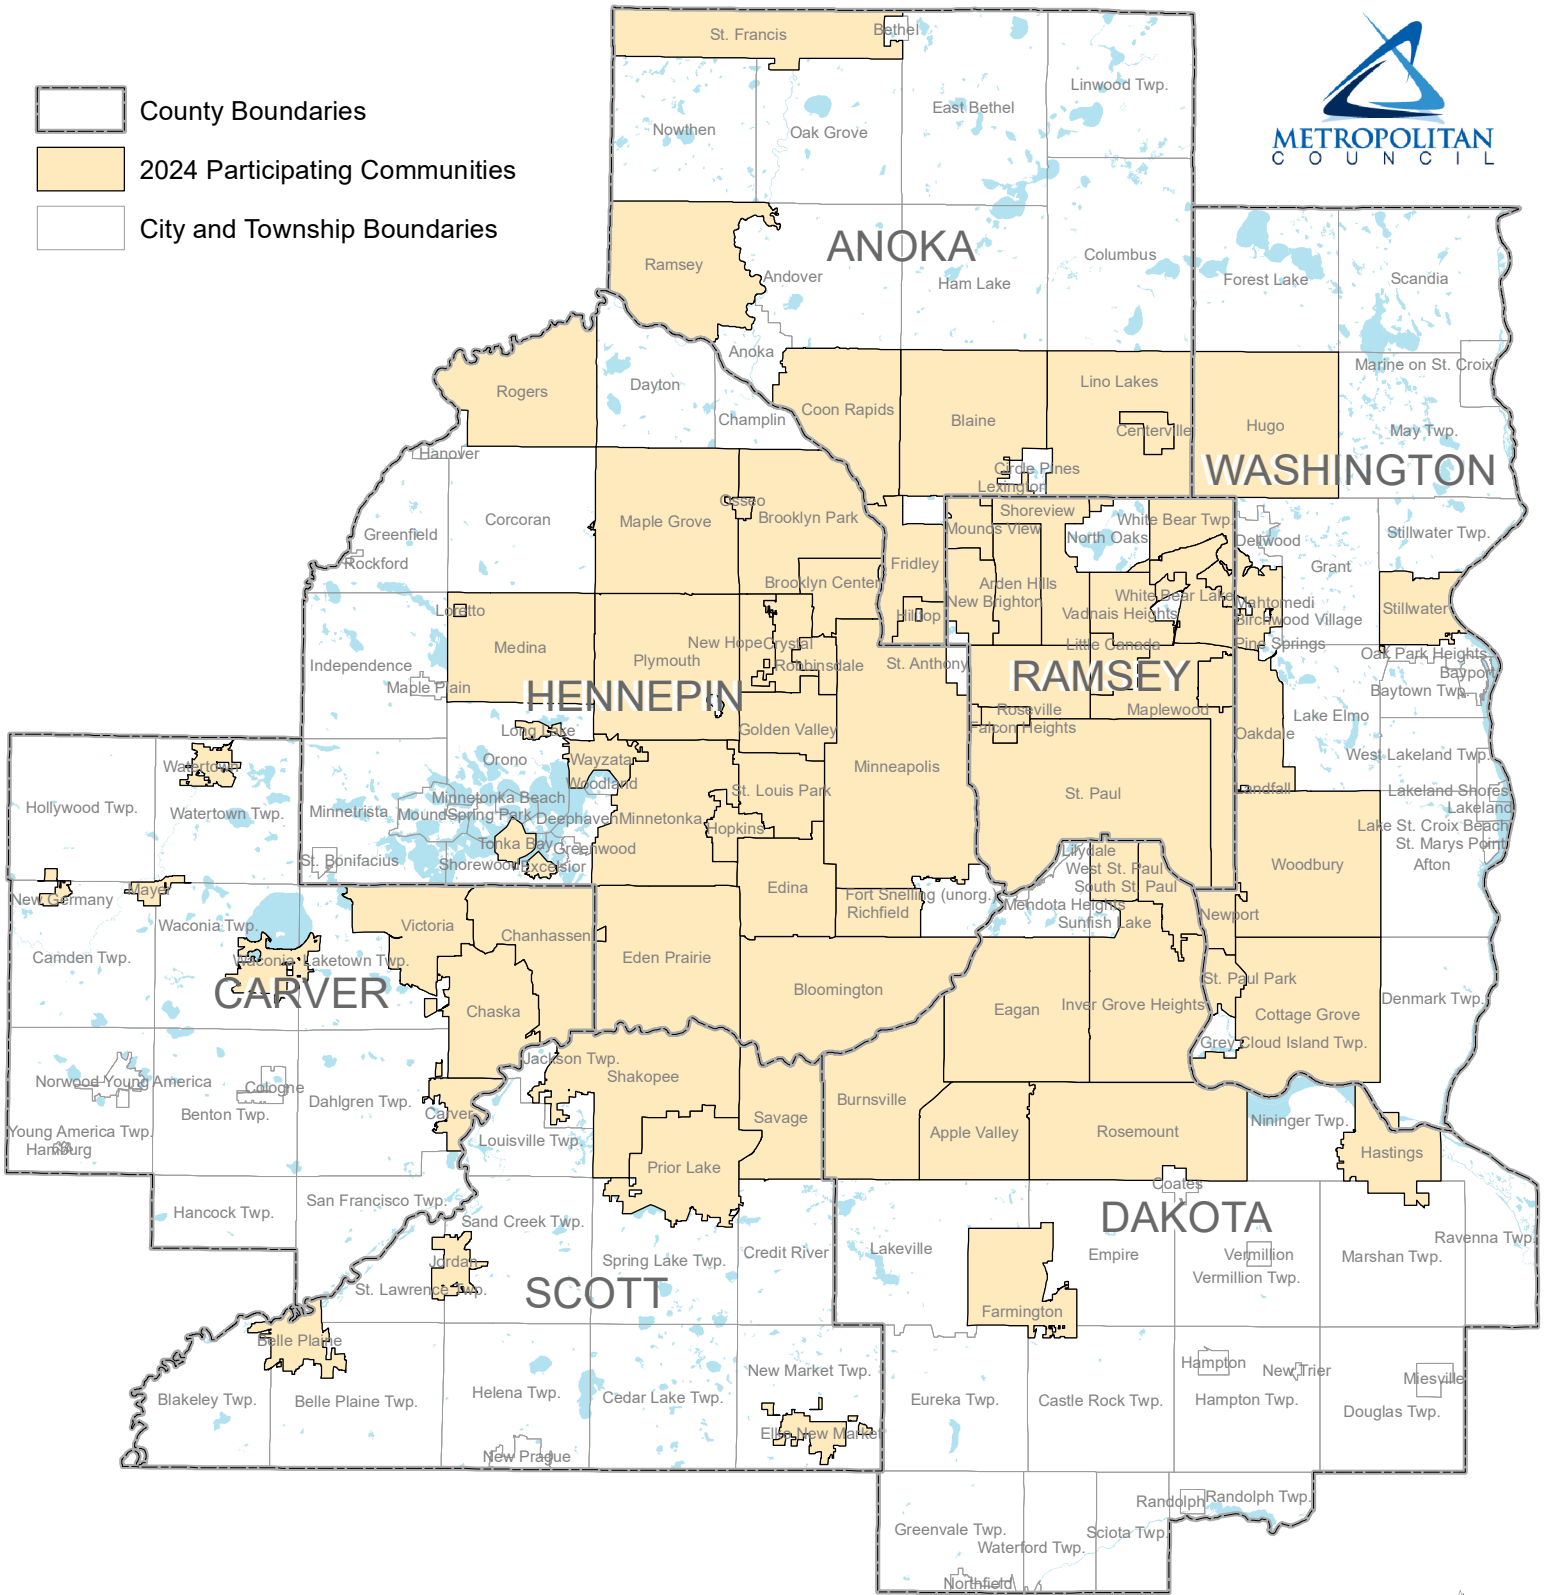 St. Francis
Bethel
Linwood Twp.
County Boundaries
East Bethel
Nowthen
Oak Grove
METROPOLITAN
COUNCIL
2024 Participating Communities
City and Township Boundaries
ANOKA
Ramsey
Andover
Ham Lake
Columbus
Forest Lake
Scandia
Anoka
Marine on St. Croix
Rogers
Dayton
Champlin
Coon Rapids
Blaine
Lino Lakes
Centerville
Hugo
May Twp.
Hanover
Circle Pines
Lexington
WASHINGTON
Corcoran
Greenfield
Rockford
Maple Grove
Osseo
Brooklyn Park
Mounds View
Shoreview
North Oaks
White Bear Twp.
Dellwood
Grant
Stillwater Twp.
Brooklyn Center
Fridley
Arden Hills
New Brighton
Hilltop
Vadnais Heights
White Bear Lake
Mahtomedi
Birchwood Village
Stillwater
Loretto
Medina
Independence
Maple Plain
Plymouth
New Hope
Crystal
Robbinsdale
St. Anthony
Little Canada
Pine Springs
Oak Park Heights
Bayport
Baytown Twp.
HENNEPIN
RAMSEY
Roseville
Falcon Heights
Maplewood
Lake Elmo
Oakdale
Long Lake
Golden Valley
Orono
Wayzata
Woodland
Minneapolis
West Lakeland Twp.
Watertown
Hollywood Twp.
Watertown Twp.
Minnetrista
Minnetonka Beach
Mound
Spring Park
Deephaven
Minnetonka
St. Louis Park
Hopkins
St. Paul
Landfall
Lakeland Shores
Lakeland
Lake St. Croix Beach
St. Marys Point
Afton
Tonka Bay
Greenwood
Shorewood
Excelsior
St. Bonifacius
Edina
Woodbury
Lilydale
West St. Paul
South St. Paul
Mayer
New Germany
Waconia Twp.
Victoria
Chanhassen
Fort Snelling (unorg.)
Richfield
Mendota Heights
Sunfish Lake
Newport
Camden Twp.
Waconia
Laketown Twp.
Eden Prairie
Bloomington
CARVER
Chaska
Eagan
Inver Grove Heights
St. Paul Park
Cottage Grove
Denmark Twp.
Grey Cloud Island Twp.
Norwood Young America
Cologne
Benton Twp.
Dahlgren Twp.
Carver
Jackson Twp.
Shakopee
Louisville Twp.
Savage
Burnsville
Apple Valley
Rosemount
Nininger Twp.
Hastings
Young America Twp.
Hamburg
Prior Lake
Coates
Hancock Twp.
San Francisco Twp.
Sand Creek Twp.
DAKOTA
Jordan
St. Lawrence Twp.
Spring Lake Twp.
Credit River
Lakeville
Empire
Vermillion
Vermillion Twp.
Marshan Twp.
Ravenna Twp.
SCOTT
Farmington
Belle Plaine
Blakeley Twp.
Belle Plaine Twp.
Helena Twp.
Cedar Lake Twp.
New Market Twp.
Elko New Market
New Prague
Eureka Twp.
Castle Rock Twp.
Hampton
New Trier
Hampton Twp.
Miesville
Douglas Twp.
Randolph
Randolph Twp.
Greenvale Twp.
Waterford Twp.
Sciota Twp.
Northfield